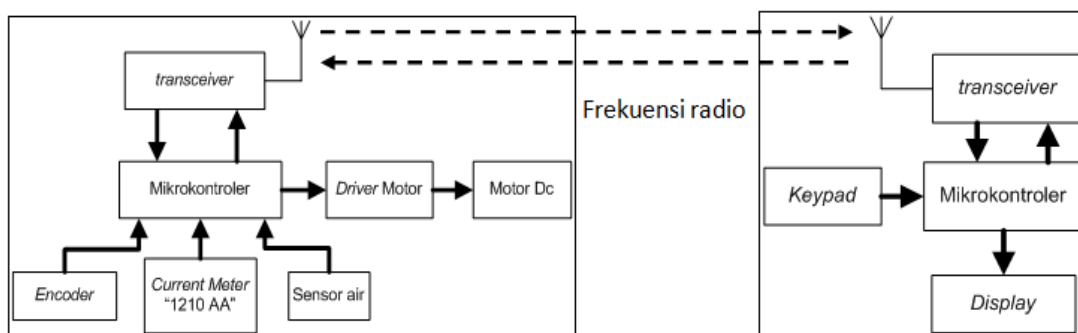 transceiver
Frekuensi radio
Mikrokontroler
Driver Motor
Motor Dc
Encoder
Current Meter
"1210 AA"
Sensor air
transceiver
Keypad
Mikrokontroler
Display